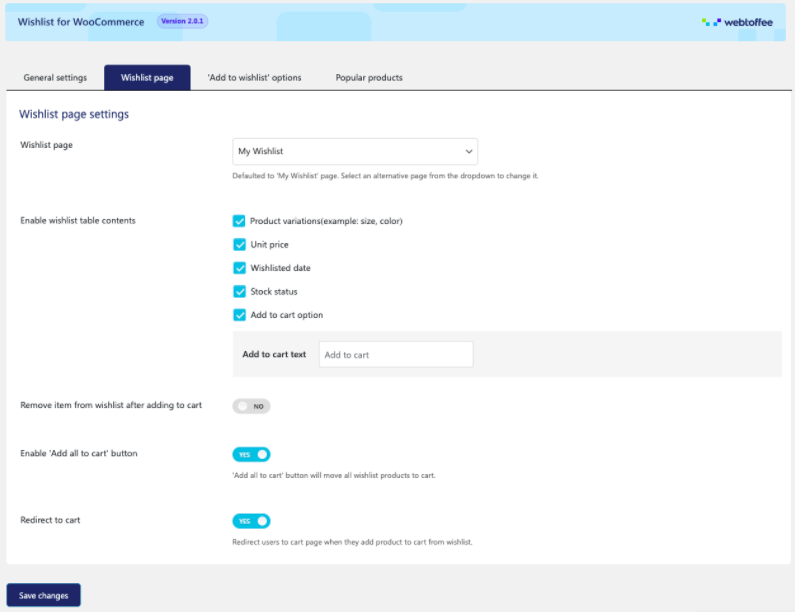 Wishlist for WooCommerce Version 2.0.1 webtoffee
General settings Wishlist page 'Add to wishlist' options Popular products
Wishlist page settings
Wishlist page My Wishlist
Defaulted to 'My Wishlist' page. Select an alternative page from the dropdown to change it.
Enable wishlist table contents Product variations(example: size, color)
Unit price
Wishlisted date
Stock status
Add to cart option
Add to cart text Add to cart
Remove item from wishlist after adding to cart NO
Enable 'Add all to cart' button YES
'Add all to cart' button will move all wishlist products to cart.
Redirect to cart YES
Redirect users to cart page when they add product to cart from wishlist.
Save changes